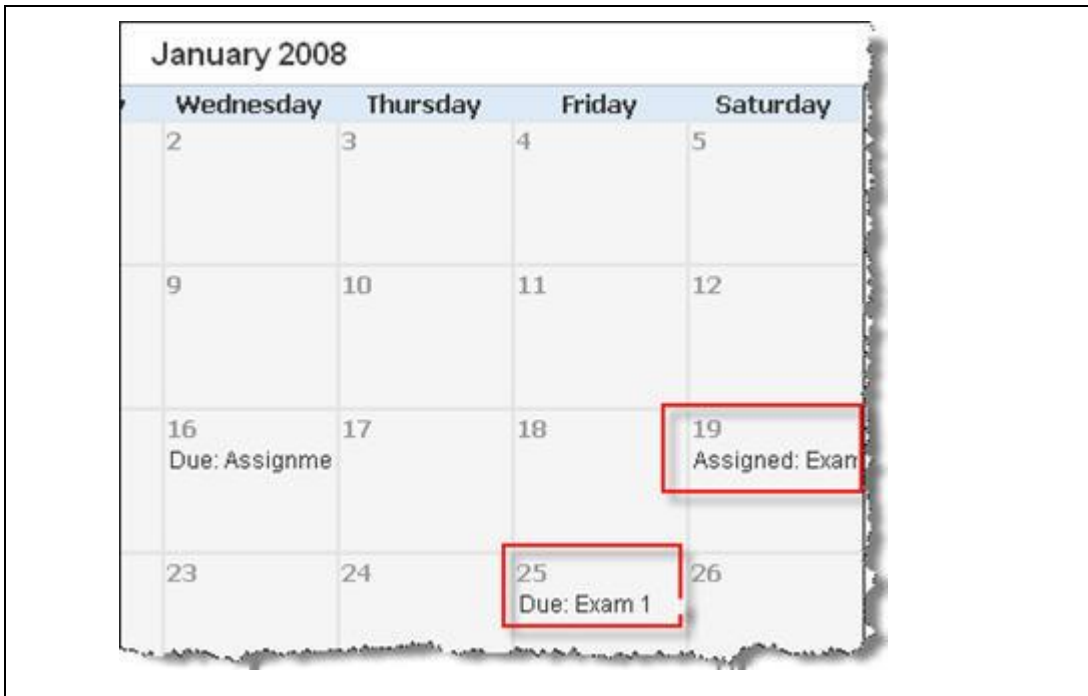 January 2008
Wednesday Thursday Friday Saturday
2 3 4 5
9 10 11 12
16 17 18 19
Due: Assignme Assigned: Exam
23 24 25 26
Due: Exam 1